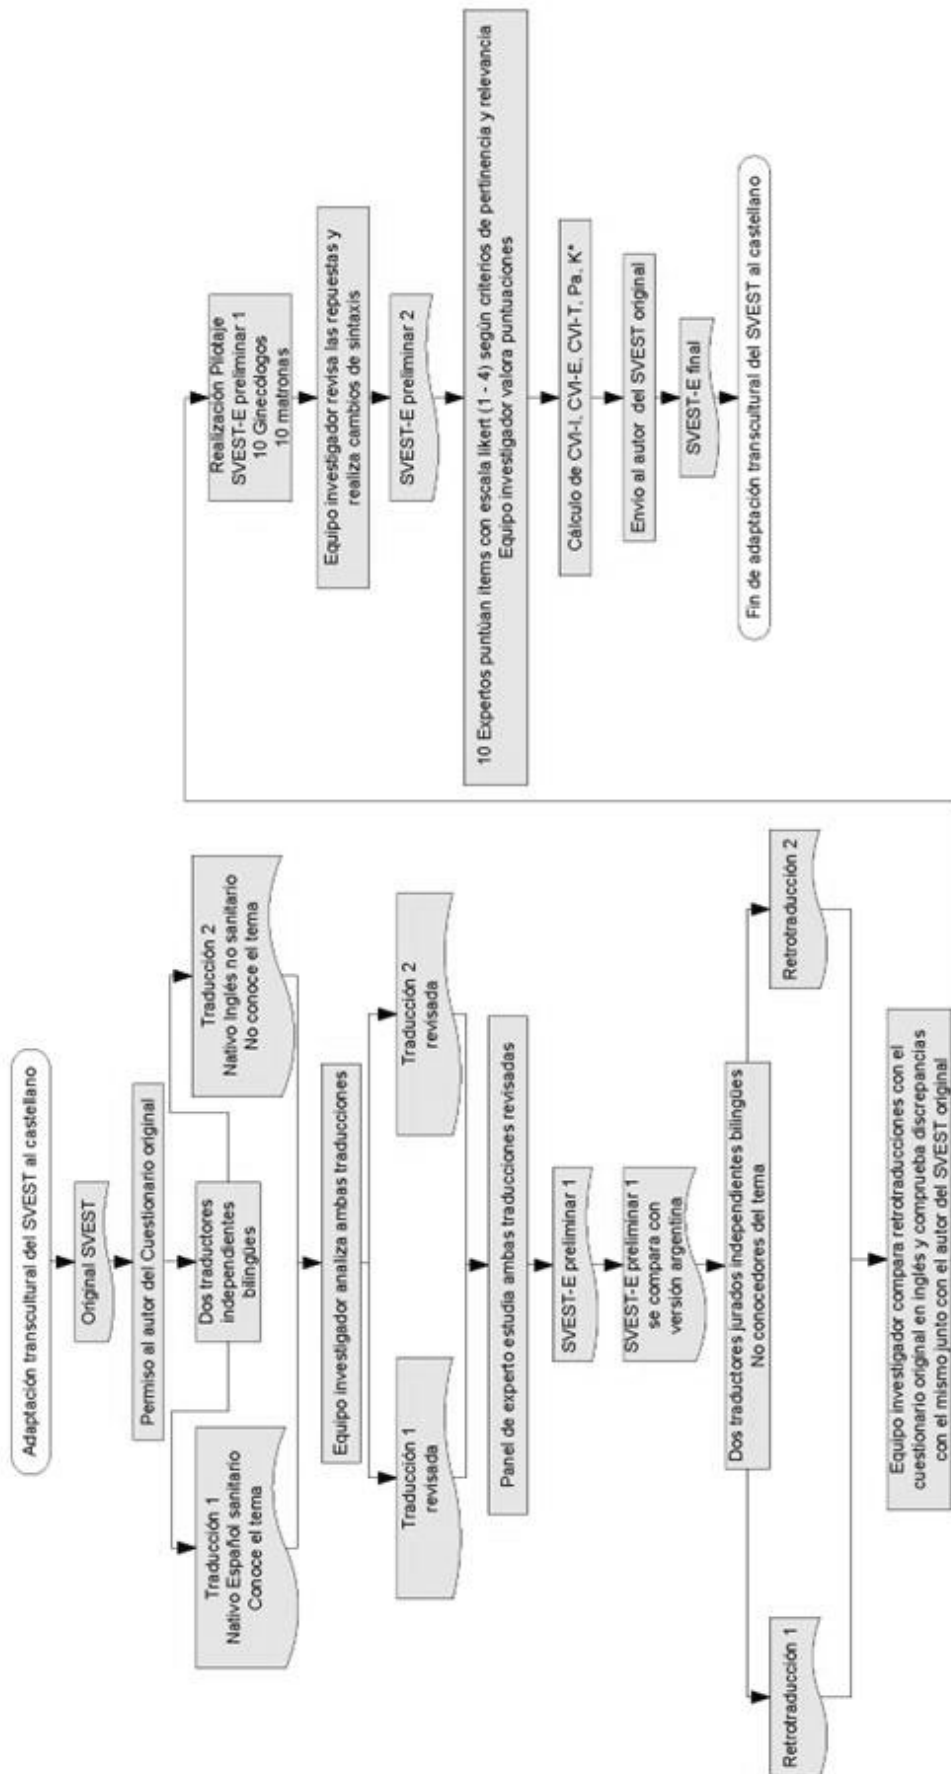 Adaptación transcultural del SVEST al castellano
Original SVEST
Permiso al autor del Cuestionario original
Dos traductores
independientes
bilingües
Traducción 1
Nativo Español sanitario
Conoce el tema
Traducción 2
Nativo Inglés no sanitario
No conoce el tema
Equipo investigador analiza ambas traducciones
Traducción 1
revisada
Traducción 2
revisada
Panel de experto estudia ambas traducciones revisadas
SVEST-E preliminar 1
SVEST-E preliminar 1
se compara con
versión argentina
Dos traductores jurados independientes bilingües
No conocedores del tema
Retrotraducción 1
Retrotraducción 2
Equipo investigador compara retrotraducciones con el
cuestionario original en inglés y comprueba discrepancias
con el mismo junto con el autor del SVEST original
Realización Pilotaje
SVEST-E preliminar 1
10 Ginecólogos
10 matronas
Equipo investigador revisa las repuestas y
realiza cambios de sintaxis
SVEST-E preliminar 2
10 Expertos puntúan ítems con escala likert (1 - 4) según criterios de pertinencia y relevancia
Equipo investigador valora puntuaciones
Cálculo de CVI-I, CVI-E, CVI-T, Pa, K*
Envío al autor del SVEST original
SVEST-E final
Fin de adaptación transcultural del SVEST al castellano